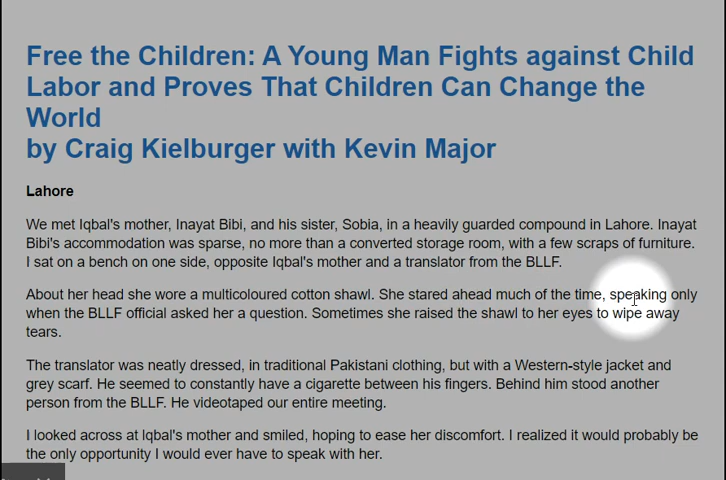 Free the Children: A Young Man Fights against Child
Labor and Proves That Children Can Change the
World
by Craig Kielburger with Kevin Major
Lahore
We met Iqbal's mother, Inayat Bibi, and his sister, Sobia, in a heavily guarded compound in Lahore. Inayat
Bibi's accommodation was sparse, no more than a converted storage room, with a few scraps of furniture.
I sat on a bench on one side, opposite Iqbal's mother and a translator from the BLLF.
About her head she wore a multicoloured cotton shawl. She stared ahead much of the time, speaking only
when the BLLF official asked her a question. Sometimes she raised the shawl to her eyes to wipe away
tears.
The translator was neatly dressed, in traditional Pakistani clothing, but with a Western-style jacket and
grey scarf. He seemed to constantly have a cigarette between his fingers. Behind him stood another
person from the BLLF. He videotaped our entire meeting.
I looked across at Iqbal's mother and smiled, hoping to ease her discomfort. I realized it would probably be
the only opportunity I would ever have to speak with her.